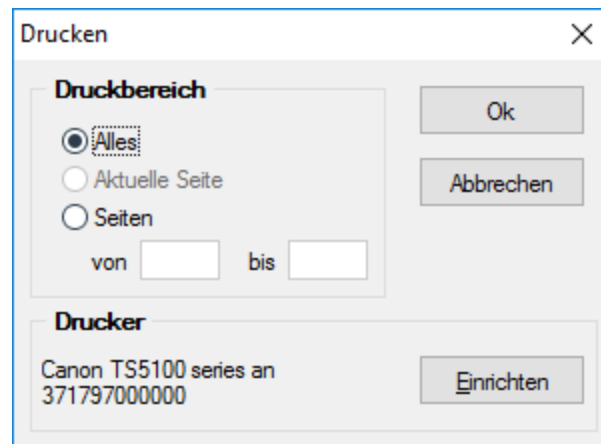 Drucken
Druckbereich
Alles
Aktuelle Seite
Seiten
von bis
Ok
Abbrechen
Drucker
Canon TS5100 series an
371797000000
Einrichten